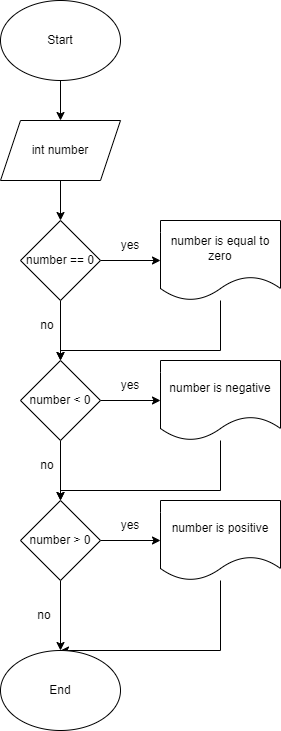 Start
int number
number == 0
yes
number is equal to
zero
no
number < 0
yes
number is negative
no
number > 0
yes
number is positive
no
End